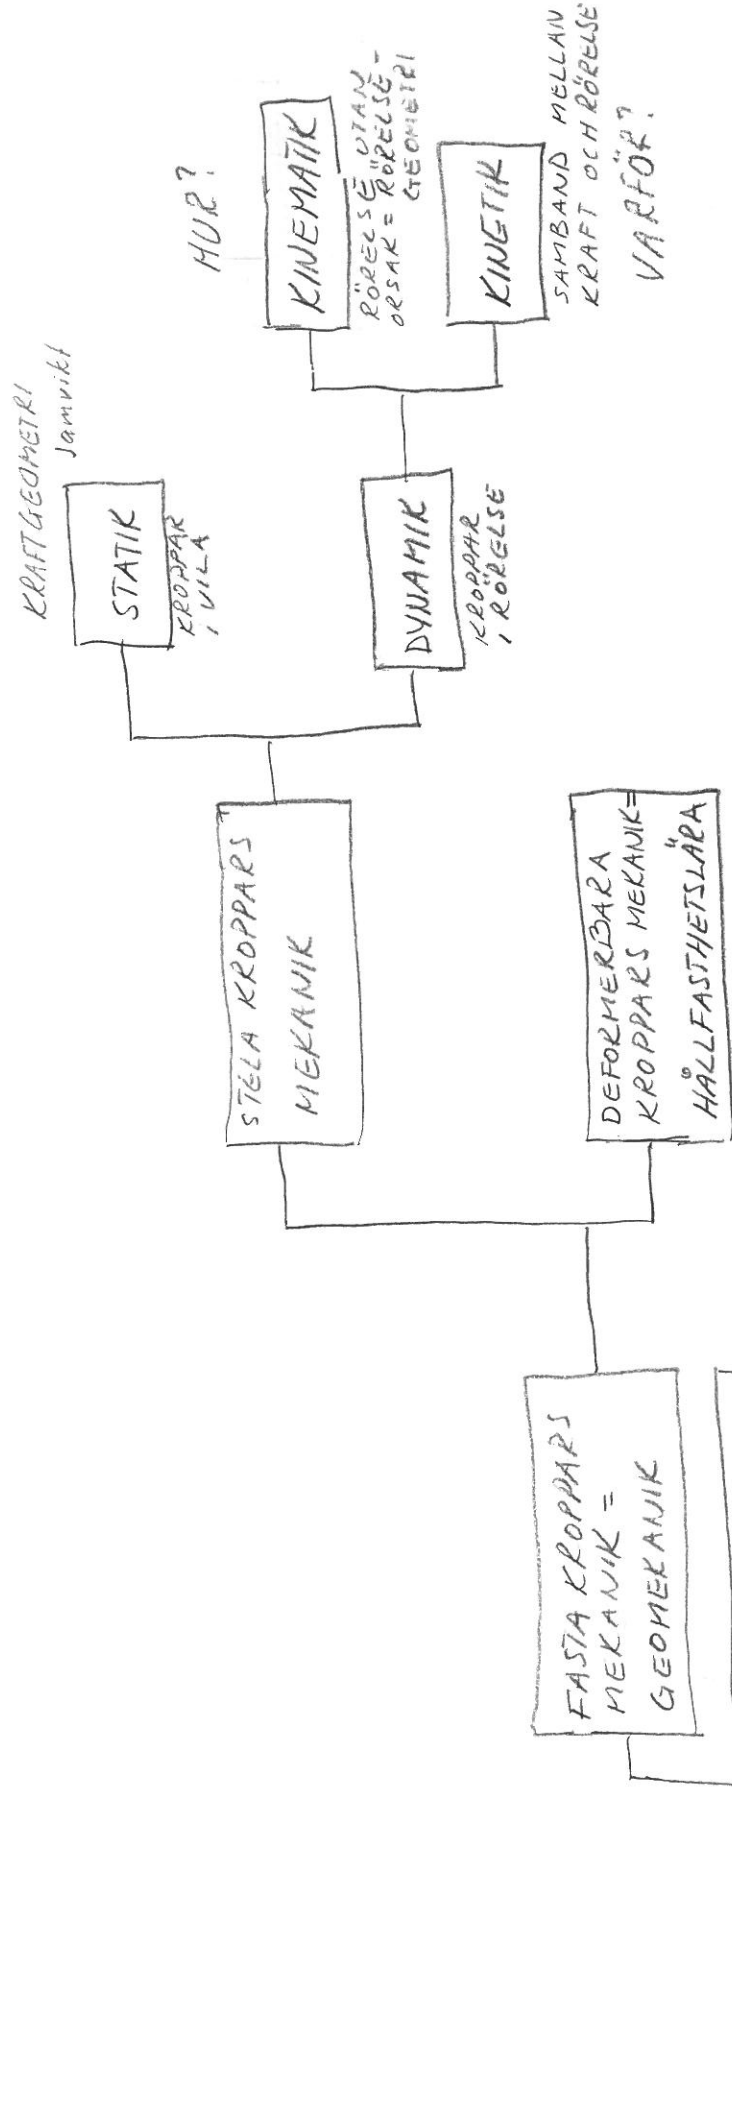 KRAFTGEOMETRI
Jamvikt
STATIK
KROPPAR
I VILA
HUR?
KINEMATIK
RÖRELSE UTAN
ORSAK = RÖRELSE-
GEOMETRI
STELA KROPPARS
MEKANIK
DYNAMIK
KROPPAR
I RÖRELSE
KINETIK
SAMBAND MELLAN
KRAFT OCH RÖRELSE
VARFÖR?
FASTA KROPPARS
MEKANIK =
GEOMEKANIK
DEFORMERBARA
KROPPARS MEKANIK=
HÅLLFASTHETSLÄRA